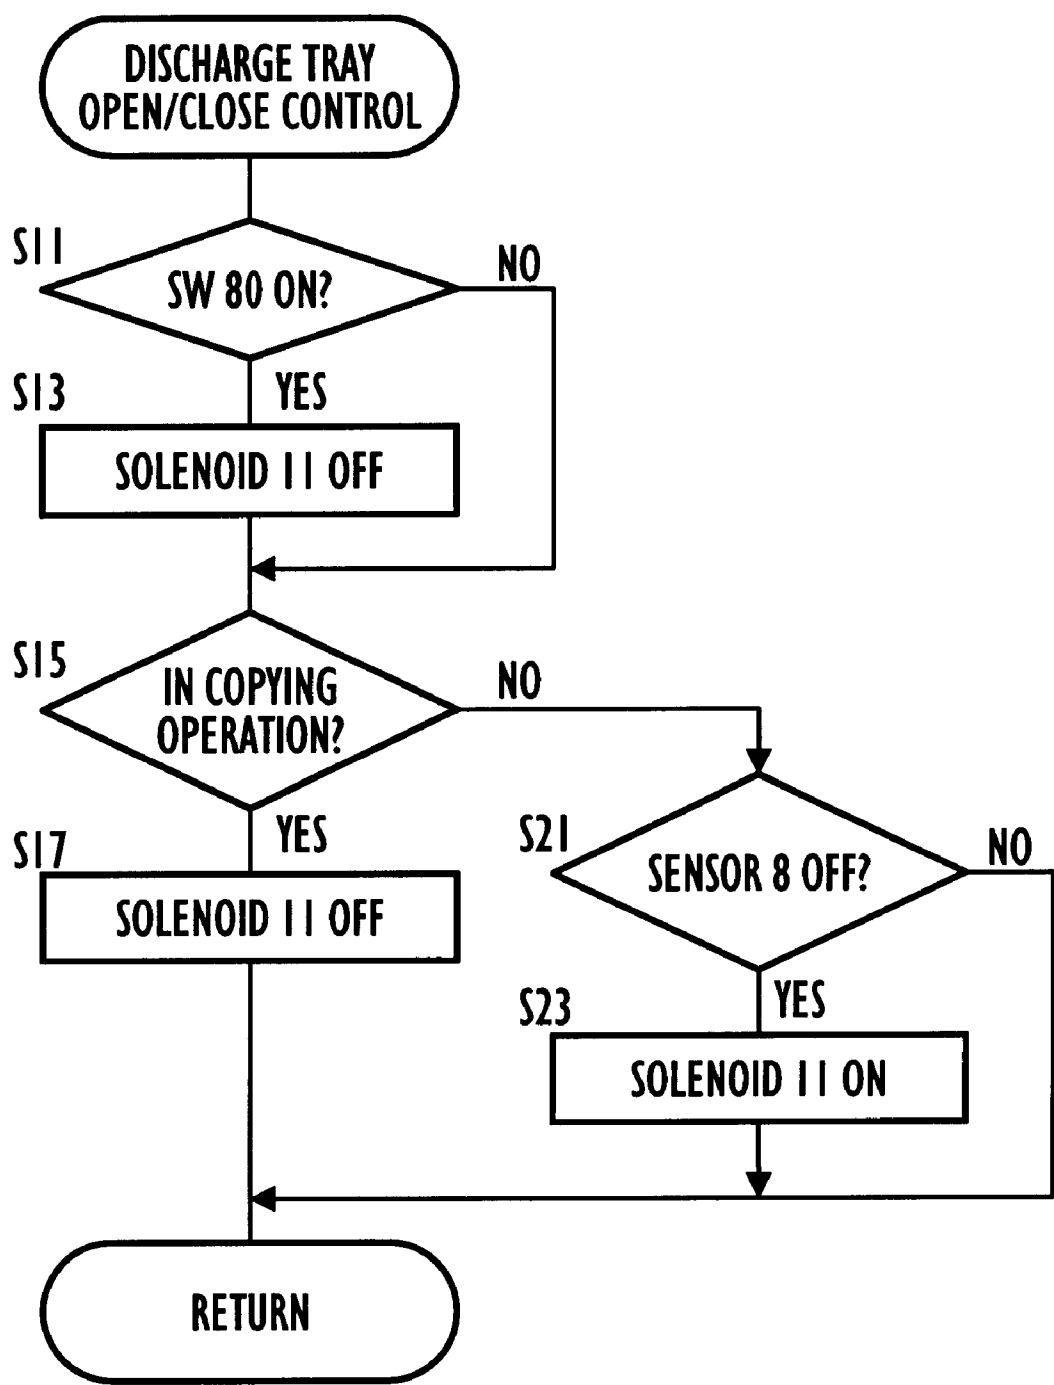 DISCHARGE TRAY
OPEN/CLOSE CONTROL
S11
SW 80 ON?
NO
YES
S13
SOLENOID 11 OFF
S15
IN COPYING
OPERATION?
NO
YES
S17
SOLENOID 11 OFF
S21
SENSOR 8 OFF?
NO
YES
S23
SOLENOID 11 ON
RETURN